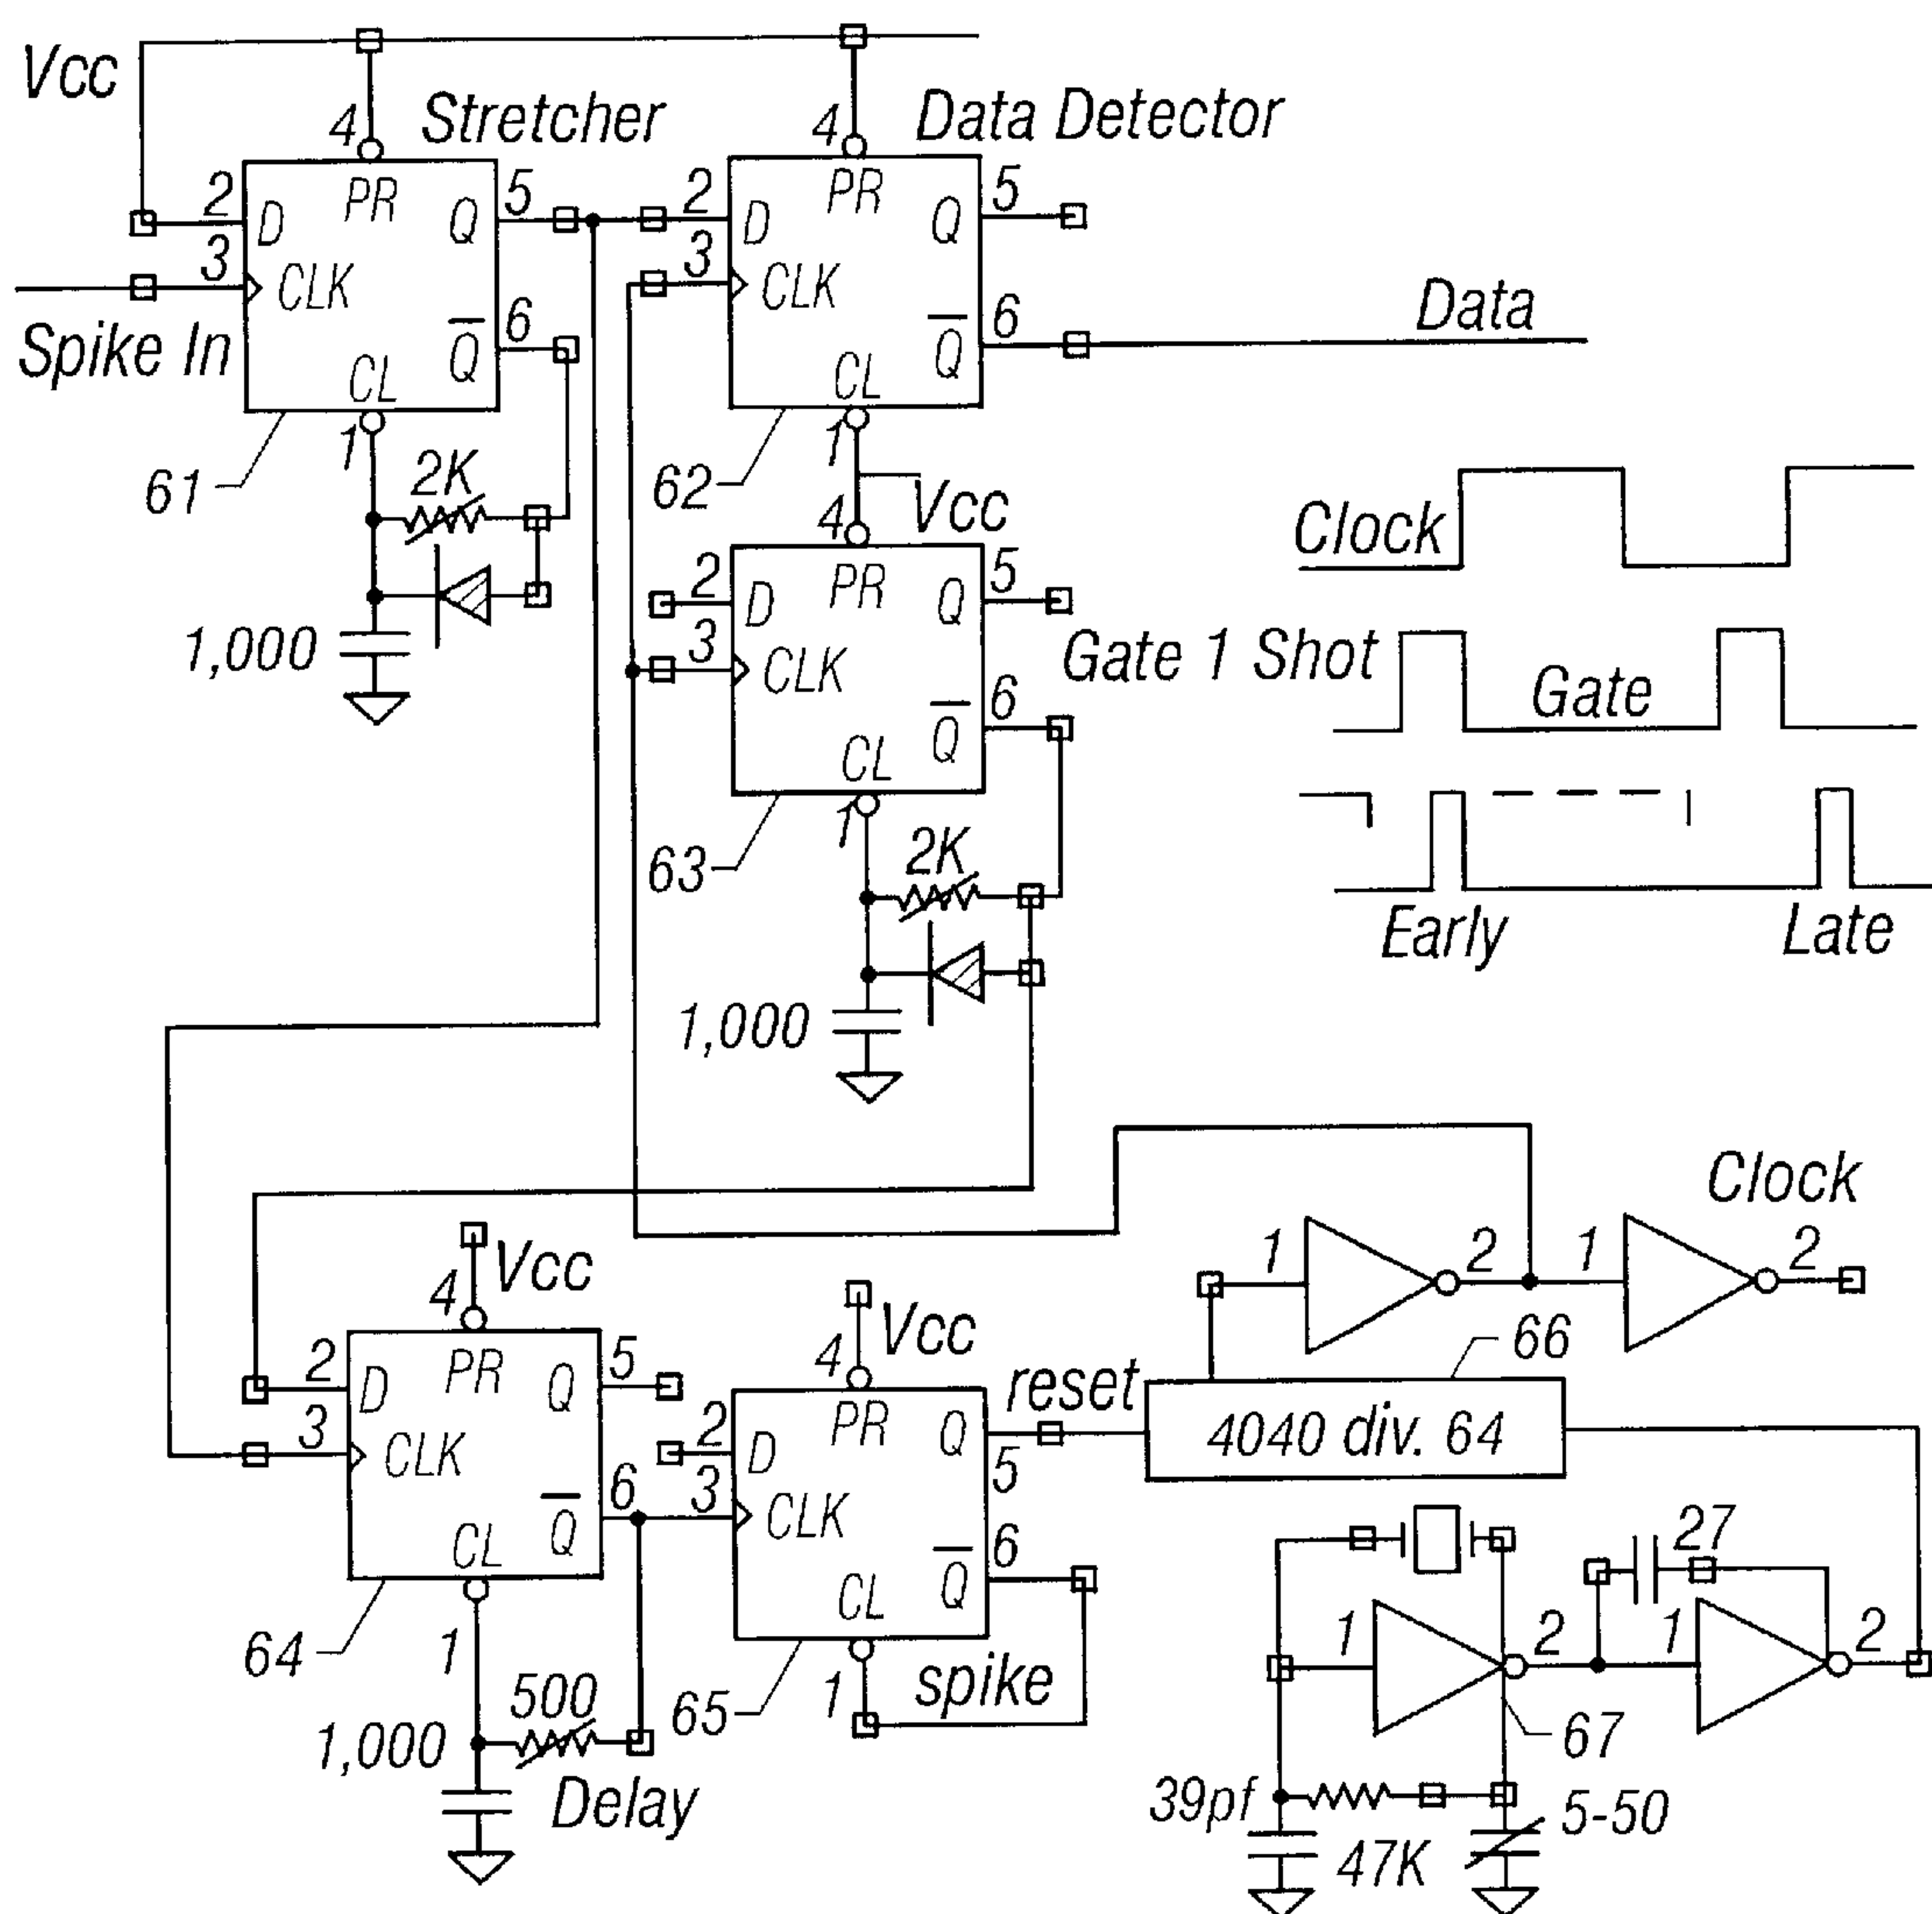 Vcc
Stretcher
Data Detector
4
4
2
D
PR
Q
5
3
CLK
6
Q
CL
1
Spike In
61
2K
1,000
2
D
PR
Q
5
3
CLK
6
Q
CL
1
Data
62
Vcc
4
2
D
PR
Q
5
3
CLK
6
Q
CL
1
Gate 1 Shot
63
2K
1,000
Clock
Gate
Early
Late
Vcc
4
2
D
PR
Q
5
3
CLK
6
Q
CL
1
64
500
1,000
Delay
Vcc
4
2
D
PR
Q
5
3
CLK
6
Q
CL
1
65
spike
reset
4040 div. 64
66
1
2
1
2
Clock
27
1
2
1
2
67
39pf
47K
5-50